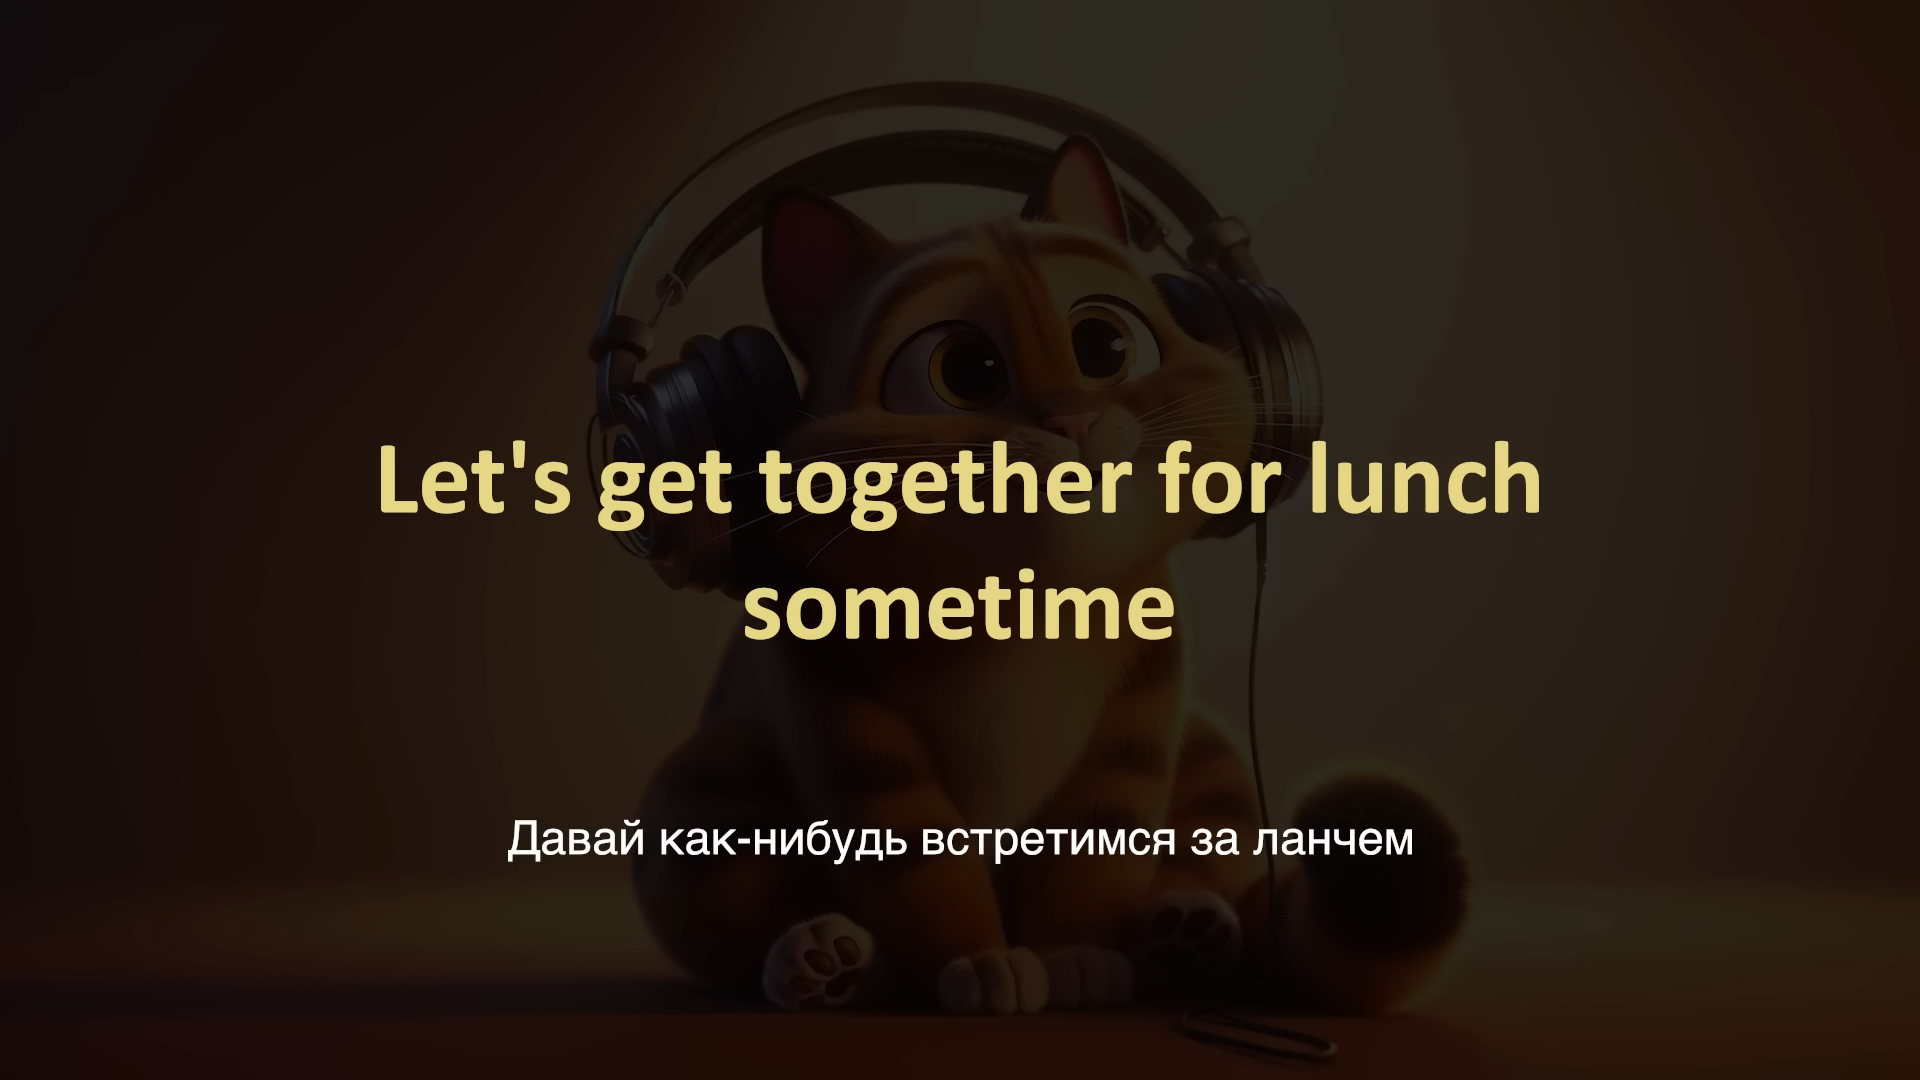 Let's get together for lunch
sometime
Давай как-нибудь встретимся за ланчем